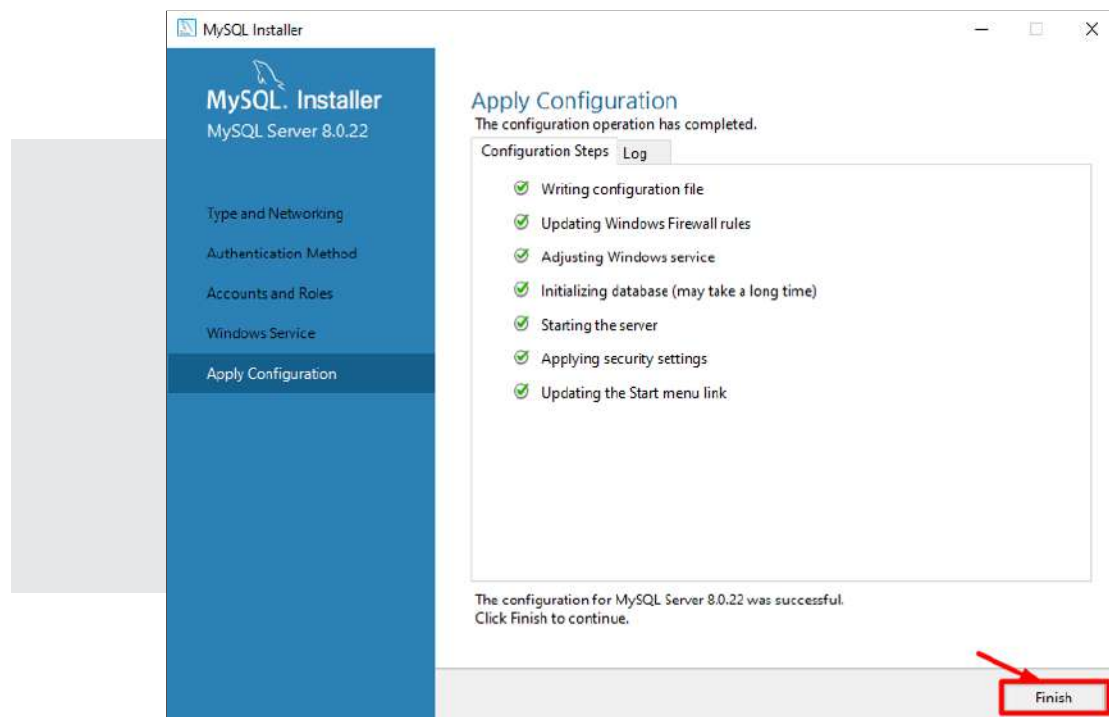 MySQL Installer
MySQL. Installer
MySQL Server 8.0.22
Type and Networking
Authentication Method
Accounts and Roles
Windows Service
Apply Configuration
Apply Configuration
The configuration operation has completed.
Configuration Steps Log
Writing configuration file
Updating Windows Firewall rules
Adjusting Windows service
Initializing database (may take a long time)
Starting the server
Applying security settings
Updating the Start menu link
The configuration for MySQL Server 8.0.22 was successful.
Click Finish to continue.
Finish